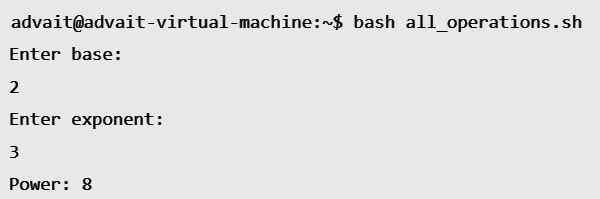 advait@advait-virtual-machine:~$ bash all_operations.sh
Enter base:
2
Enter exponent:
3
Power: 8